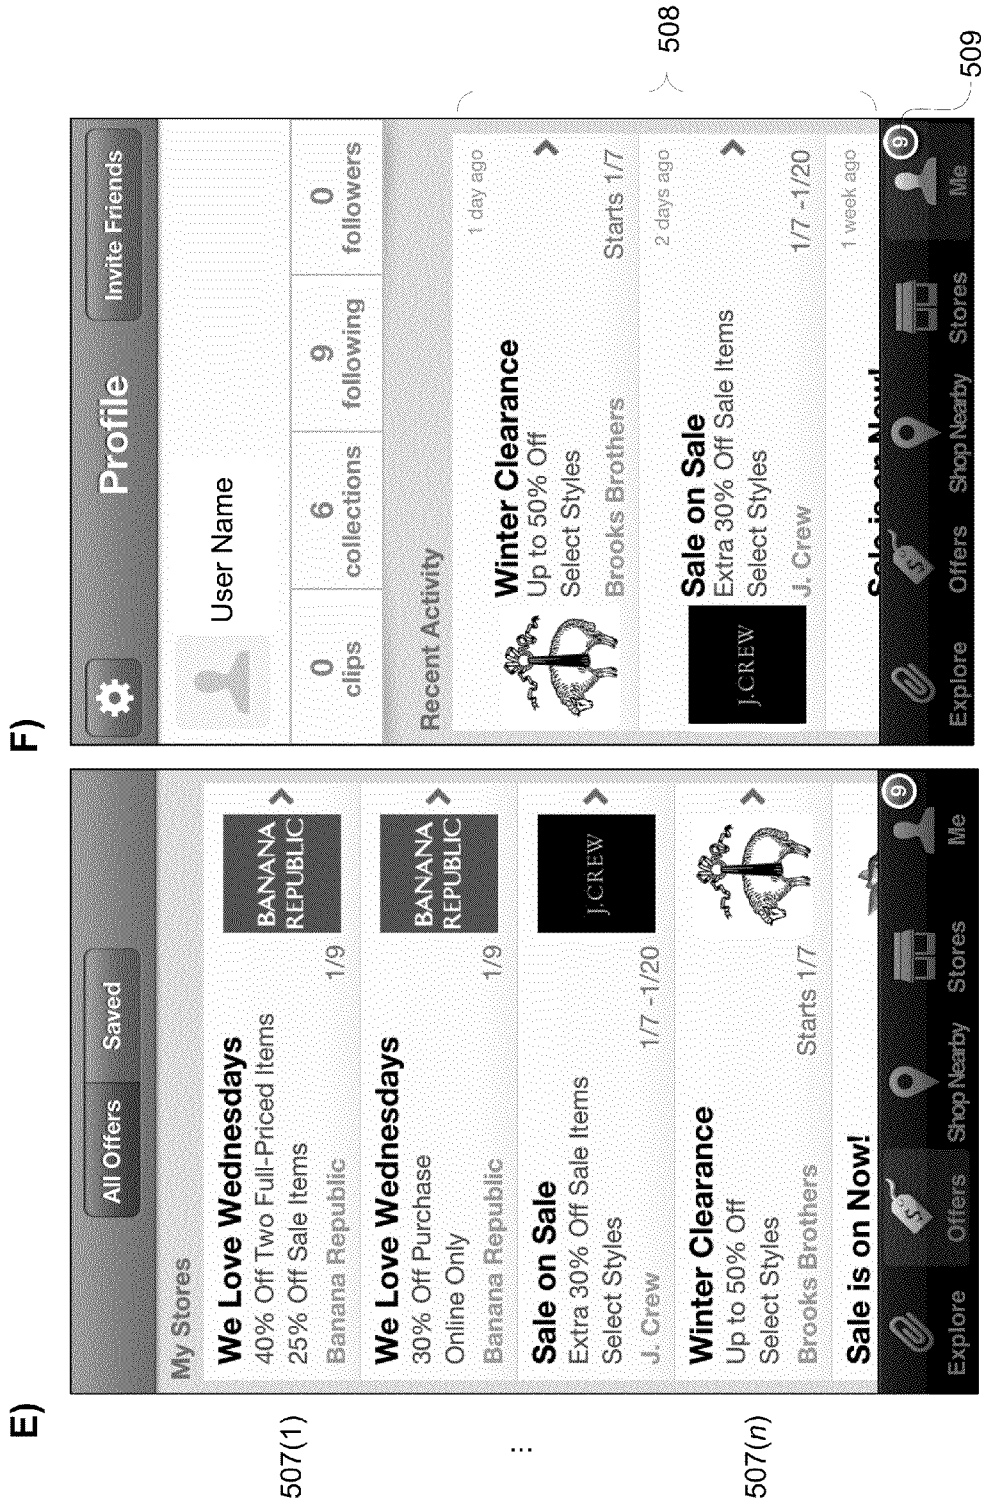 E)
All Offers Saved
My Stores
We Love Wednesdays
40% Off Two Full-Priced Items
25% Off Sale Items
Banana Republic 1/9
BANANA
REPUBLIC
We Love Wednesdays
30% Off Purchase
Online Only
Banana Republic 1/9
BANANA
REPUBLIC
Sale on Sale
Extra 30% Off Sale Items
Select Styles
J. Crew 1/7 -1/20
J.CREW
Winter Clearance
Up to 50% Off
Select Styles
Brooks Brothers Starts 1/7
Sale is on Now!
9
Explore Offers Shop Nearby Stores Me
507(1)
...
507(n)
F)
Profile Invite Friends
User Name
0 6 9 0
clips collections following followers
Recent Activity
1 day ago
Winter Clearance
Up to 50% Off
Select Styles
Brooks Brothers Starts 1/7
2 days ago
Sale on Sale
Extra 30% Off Sale Items
Select Styles
J. Crew 1/7 -1/20
J.CREW
1 week ago
Sale is on Now!
9
Explore Offers Shop Nearby Stores Me
508
509